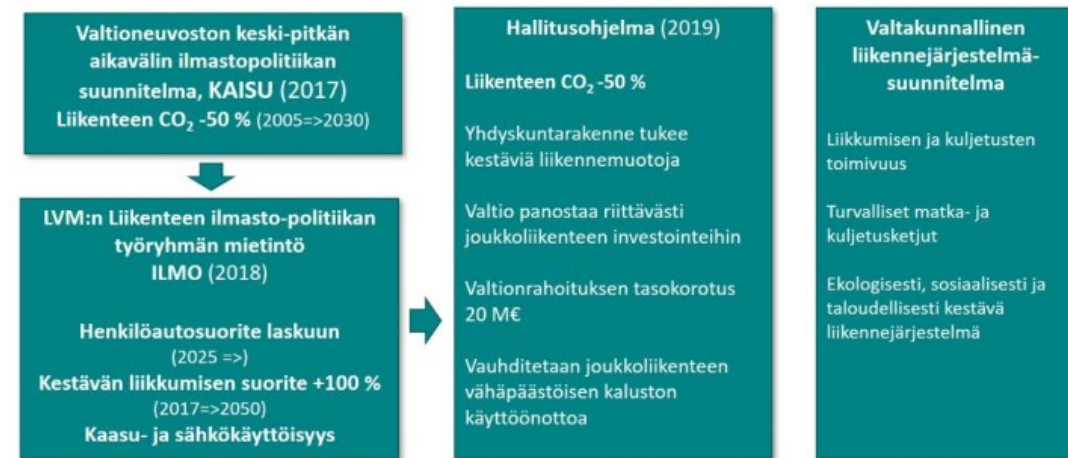 Valtioneuvoston keski-pitkän
aikavälin ilmastopolitiikan
suunnitelma, KAISU (2017)
Liikenteen CO₂ -50 % (2005=>2030)
LVM:n Liikenteen ilmasto-politiikan
työryhmän mietintö
ILMO (2018)
Henkilöautosuorite laskuun
(2025 =>)
Kestävän liikkumisen suorite +100 %
(2017=>2050)
Kaasu- ja sähkökäyttöisyys
Hallitusohjelma (2019)
Liikenteen CO₂ -50 %
Yhdyskuntarakenne tukee
kestäviä liikennemuotoja
Valtio panostaa riittävästi
joukkoliikenteen investointeihin
Valtionrahoituksen tasokorotus
20 M€
Vauhditetaan joukkoliikenteen
vähäpäästöisen kaluston
käyttöönottoa
Valtakunnallinen
liikennejärjestelmä-
suunnitelma
Liikkumisen ja kuljetusten
toimivuus
Turvalliset matka- ja
kuljetusketjut
Ekologisesti, sosiaalisesti ja
taloudellisesti kestävä
liikennejärjestelmä